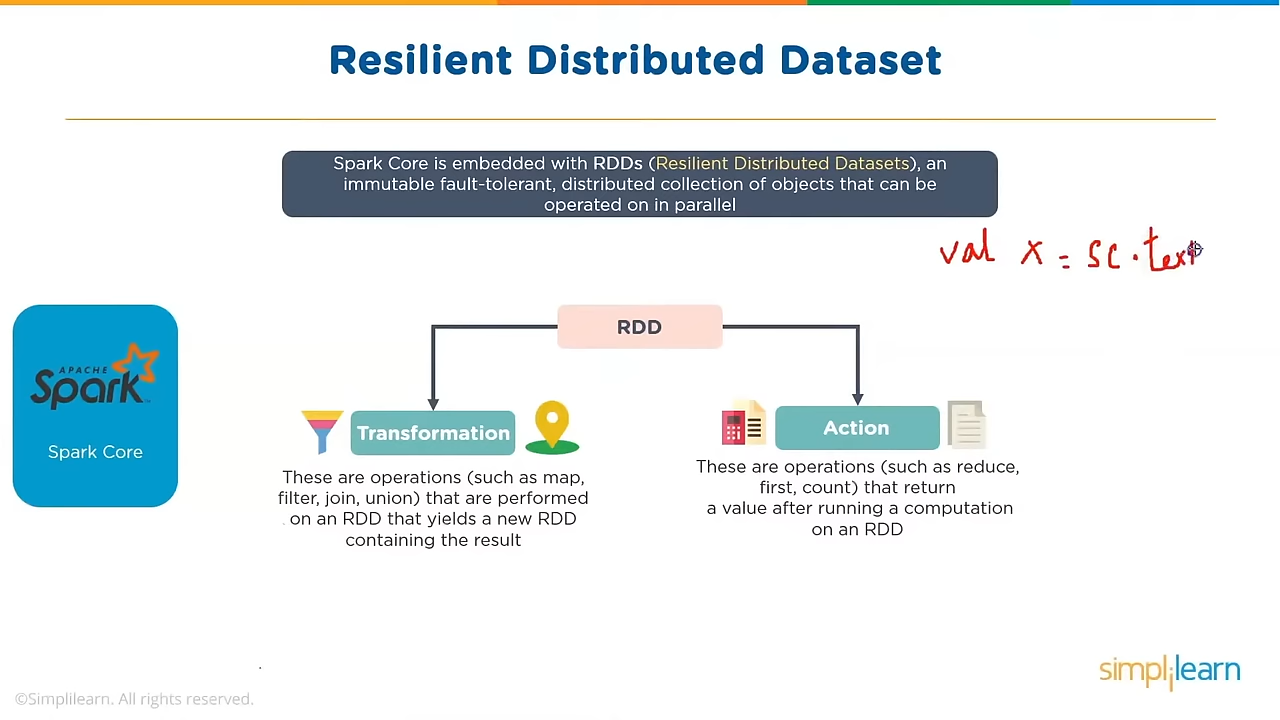 Resilient Distributed Dataset
Spark Core is embedded with RDDs (Resilient Distributed Datasets), an
immutable fault-tolerant, distributed collection of objects that can be
operated on in parallel
val x = sc.text
RDD
APACHE
Spark
Spark Core
Transformation
These are operations (such as map,
filter, join, union) that are performed
on an RDD that yields a new RDD
containing the result
Action
These are operations (such as reduce,
first, count) that return
a value after running a computation
on an RDD
simplilearn
©Simplilearn. All rights reserved.